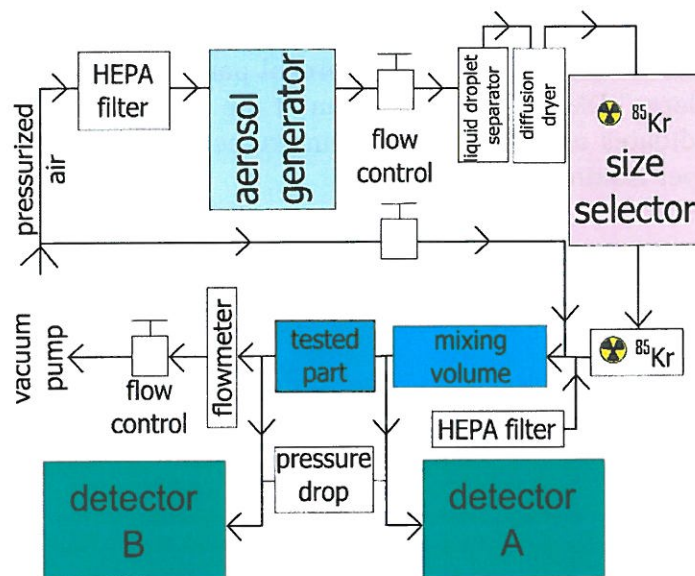 HEPA
filter
aerosol
generator
flow
control
liquid droplet
separator
diffusion
dryer
85Kr
size
selector
pressurized
air
vacuum
pump
flow
control
flowmeter
tested
part
mixing
volume
85Kr
HEPA filter
pressure
drop
detector
B
detector
A